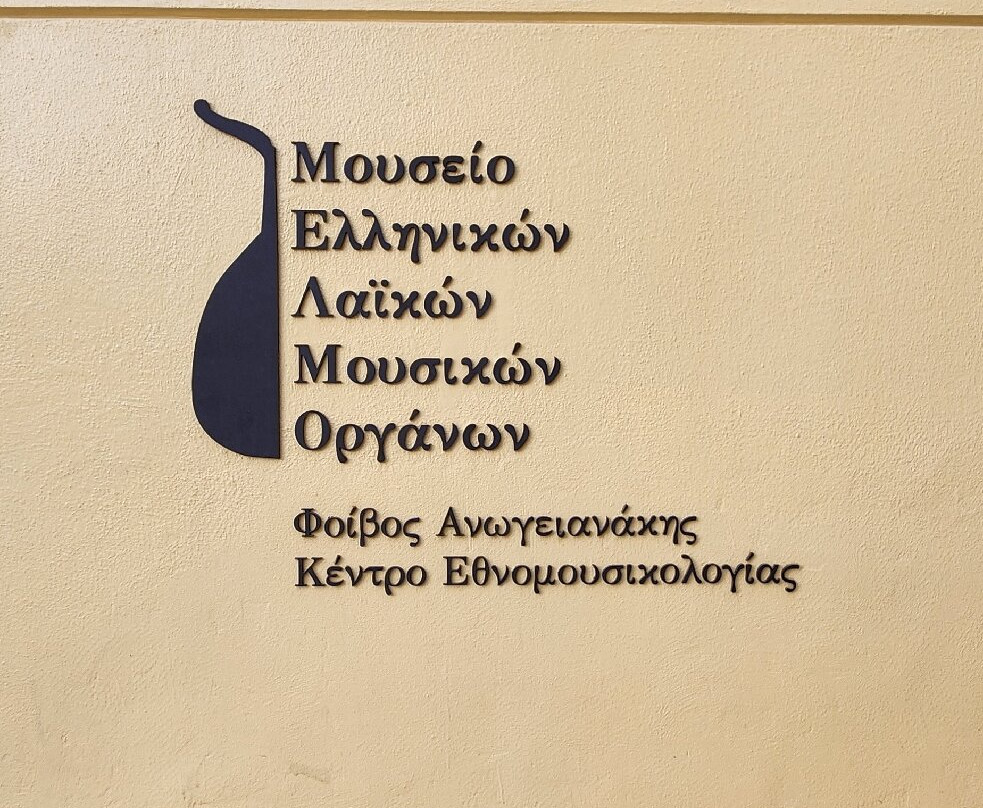 Μουσείο
Ελληνικών
Λαϊκών
Μουσικών
Οργάνων
Φοίβος Ανωγειανάκης
Κέντρο Εθνομουσικολογίας